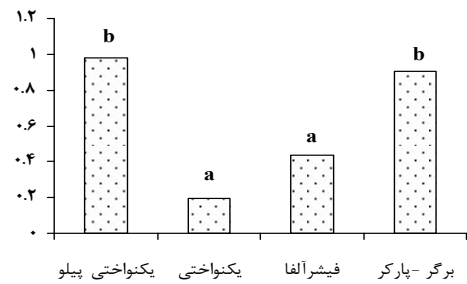 ۱.۲
b
b
۱
۰.۸
۰.۶
a
۰.۴
a
۰.۲
۰
یکنواختی پیلو
یکنواختی
فیشرآلفا
برگر -پارکر